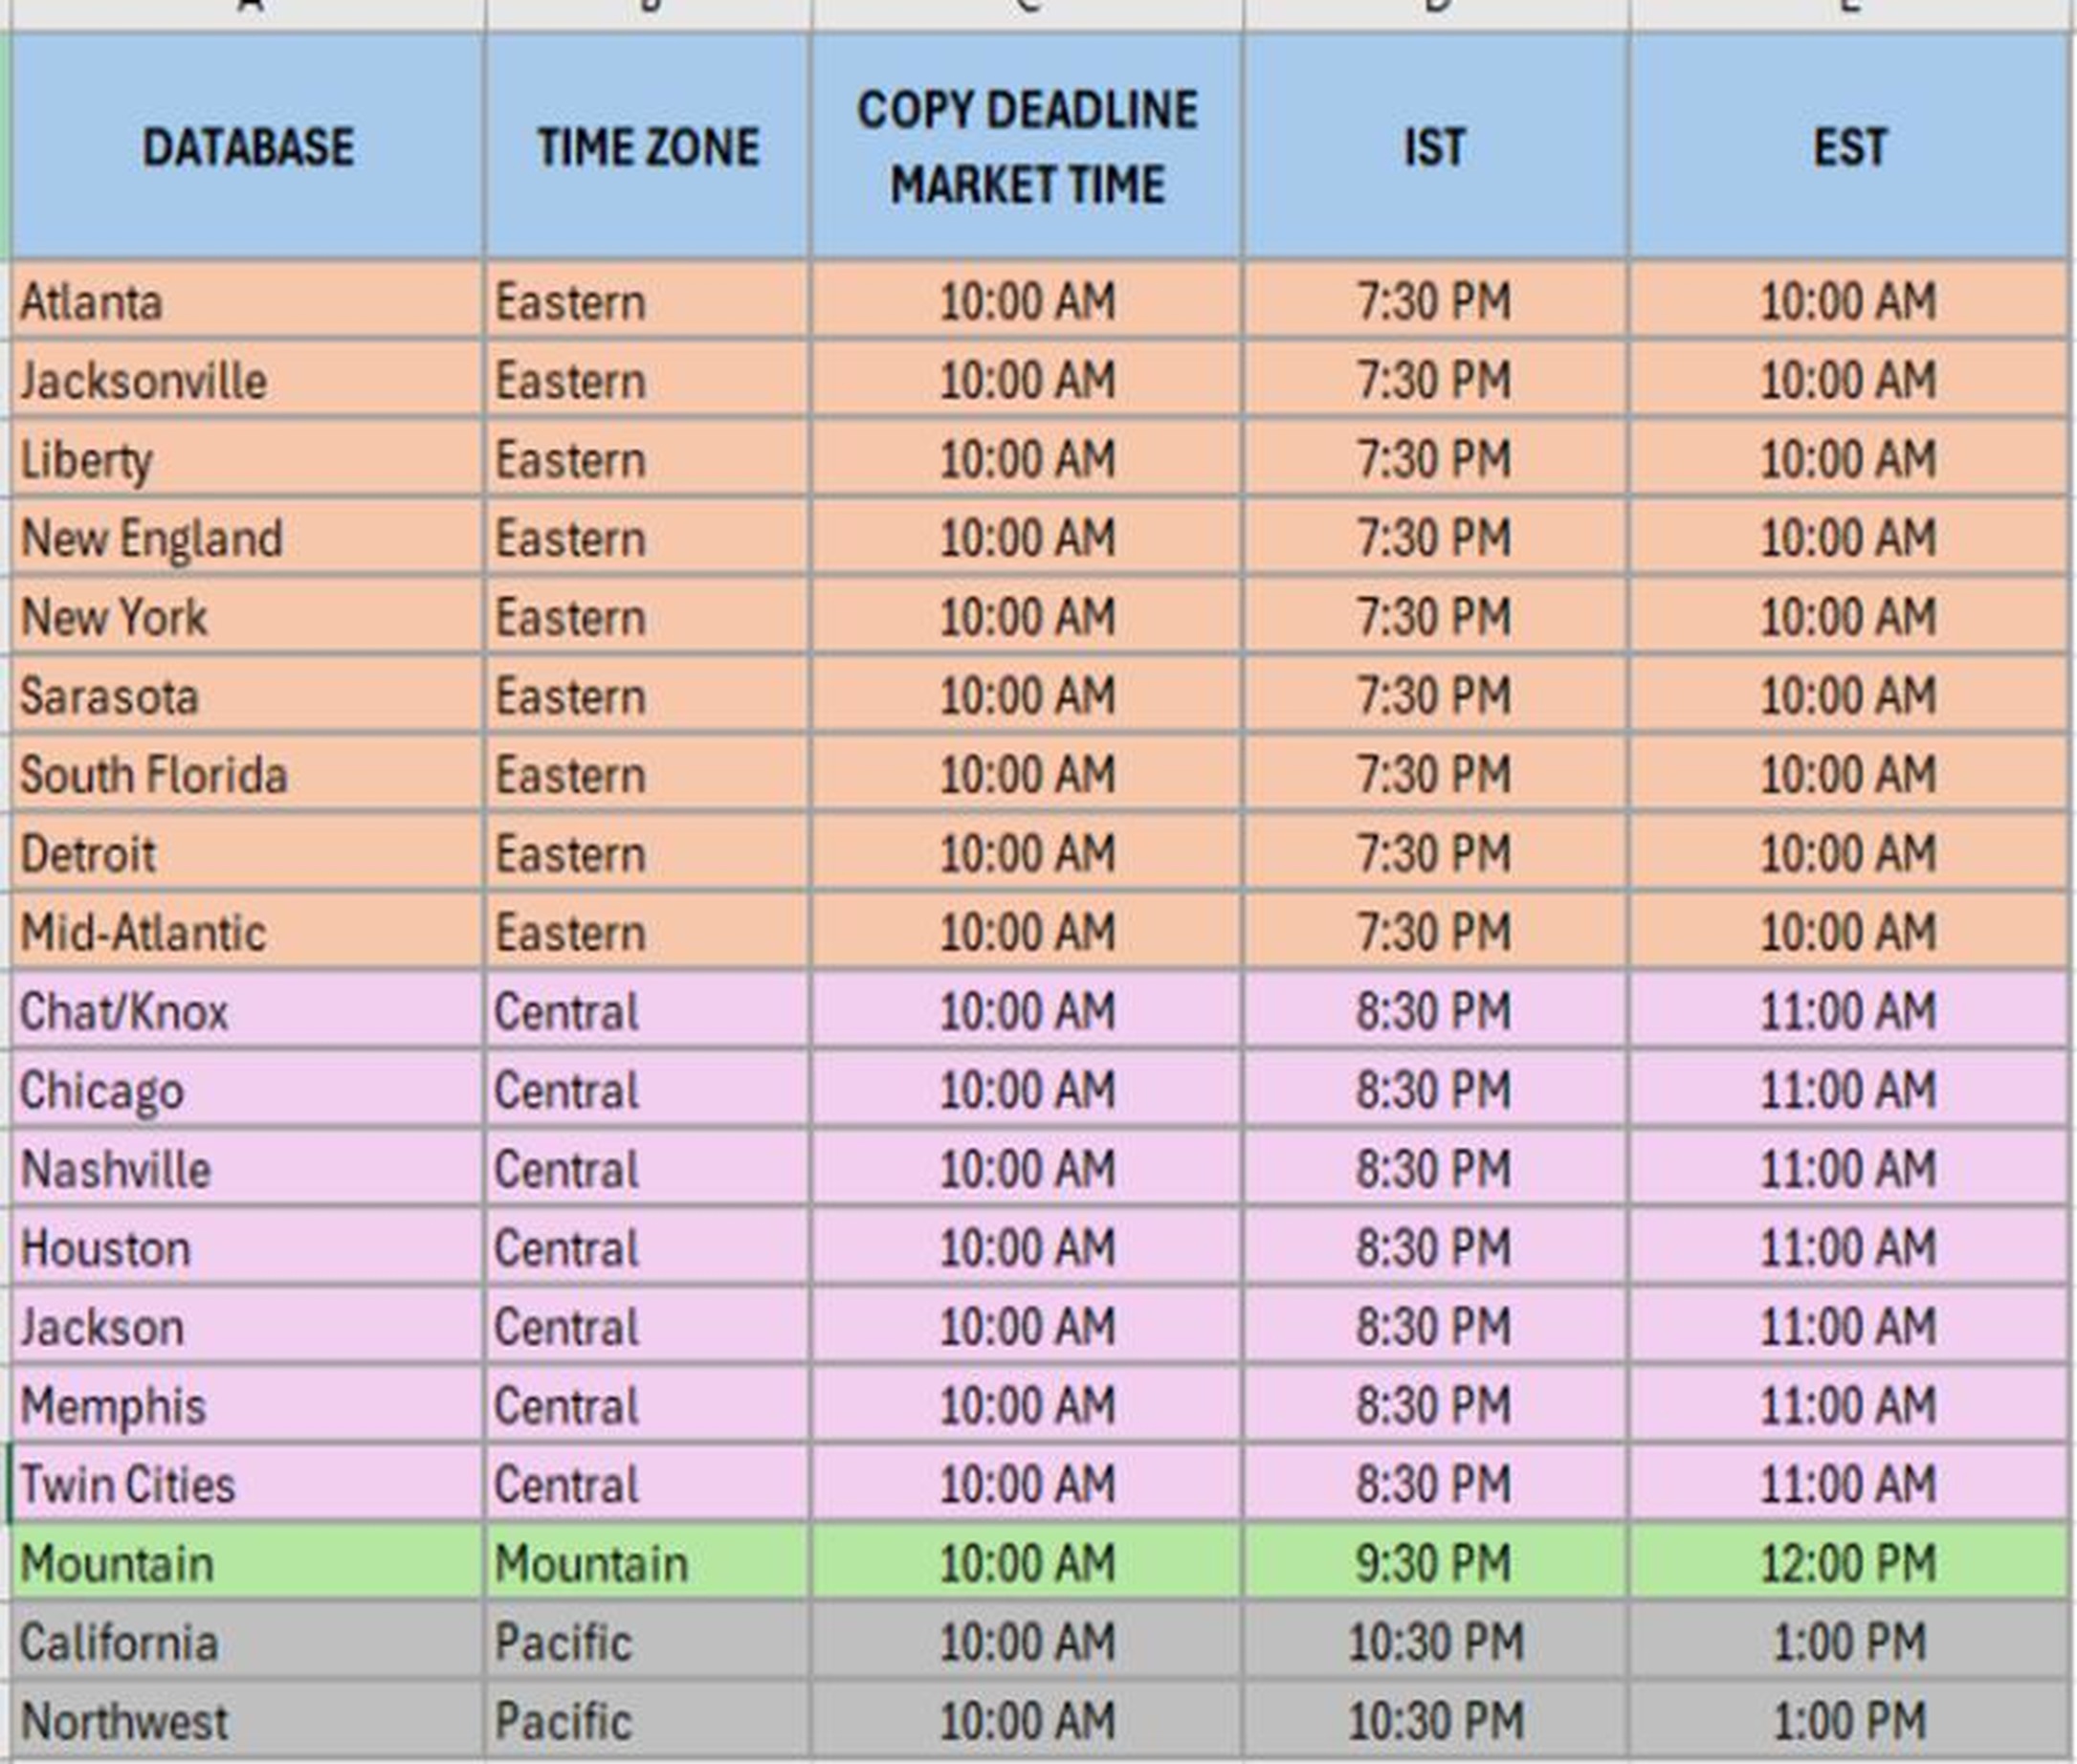 A B C D E
DATABASE TIME ZONE COPY DEADLINE MARKET TIME IST EST
Atlanta Eastern 10:00 AM 7:30 PM 10:00 AM
Jacksonville Eastern 10:00 AM 7:30 PM 10:00 AM
Liberty Eastern 10:00 AM 7:30 PM 10:00 AM
New England Eastern 10:00 AM 7:30 PM 10:00 AM
New York Eastern 10:00 AM 7:30 PM 10:00 AM
Sarasota Eastern 10:00 AM 7:30 PM 10:00 AM
South Florida Eastern 10:00 AM 7:30 PM 10:00 AM
Detroit Eastern 10:00 AM 7:30 PM 10:00 AM
Mid-Atlantic Eastern 10:00 AM 7:30 PM 10:00 AM
Chat/Knox Central 10:00 AM 8:30 PM 11:00 AM
Chicago Central 10:00 AM 8:30 PM 11:00 AM
Nashville Central 10:00 AM 8:30 PM 11:00 AM
Houston Central 10:00 AM 8:30 PM 11:00 AM
Jackson Central 10:00 AM 8:30 PM 11:00 AM
Memphis Central 10:00 AM 8:30 PM 11:00 AM
Twin Cities Central 10:00 AM 8:30 PM 11:00 AM
Mountain Mountain 10:00 AM 9:30 PM 12:00 PM
California Pacific 10:00 AM 10:30 PM 1:00 PM
Northwest Pacific 10:00 AM 10:30 PM 1:00 PM